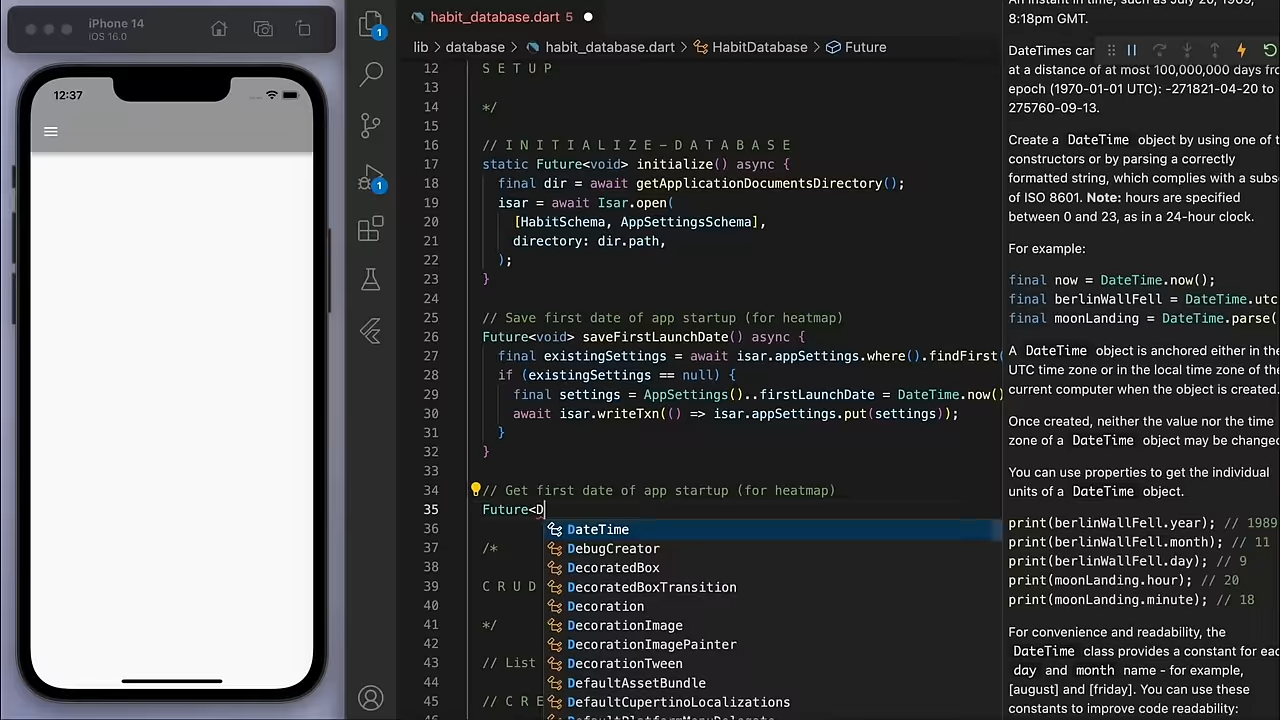 iPhone 14
iOS 16.0
12:37
1
1
habit_database.dart 5
lib > database > habit_database.dart > HabitDatabase > Future
12 S E T U P
13
14 */
15
16 // I N I T I A L I Z E - D A T A B A S E
17 static Future<void> initialize() async {
18 final dir = await getApplicationDocumentsDirectory();
19 isar = await Isar.open(
20 [HabitSchema, AppSettingsSchema],
21 directory: dir.path,
22 );
23 }
24
25 // Save first date of app startup (for heatmap)
26 Future<void> saveFirstLaunchDate() async {
27 final existingSettings = await isar.appSettings.where().findFirst(
28 if (existingSettings == null) {
29 final settings = AppSettings()..firstLaunchDate = DateTime.now()
30 await isar.writeTxn(() => isar.appSettings.put(settings));
31 }
32 }
33
34 // Get first date of app startup (for heatmap)
35 Future<D
36
37 /*
38
39 C R U D
40
41 */
42
43 // List
44
45 // C R E
DateTime
DebugCreator
DecoratedBox
DecoratedBoxTransition
Decoration
DecorationImage
DecorationImagePainter
DecorationTween
DefaultAssetBundle
DefaultCupertinoLocalizations
8:18pm GMT.
DateTimes can
at a distance of at most 100,000,000 days fro
epoch (1970-01-01 UTC): -271821-04-20 to
275760-09-13.
Create a DateTime object by using one of t
constructors or by parsing a correctly
formatted string, which complies with a subs
of ISO 8601. Note: hours are specified
between 0 and 23, as in a 24-hour clock.
For example:
final now = DateTime.now();
final berlinWallFell = DateTime.utc
final moonLanding = DateTime.parse(
A DateTime object is anchored either in the
UTC time zone or in the local time zone of the
current computer when the object is created.
Once created, neither the value nor the time
zone of a DateTime object may be changed
You can use properties to get the individual
units of a DateTime object.
print(berlinWallFell.year); // 1989
print(berlinWallFell.month); // 11
print(berlinWallFell.day); // 9
print(moonLanding.hour); // 20
print(moonLanding.minute); // 18
For convenience and readability, the
DateTime class provides a constant for eac
day and month name - for example,
[august] and [friday]. You can use these
constants to improve code readability: